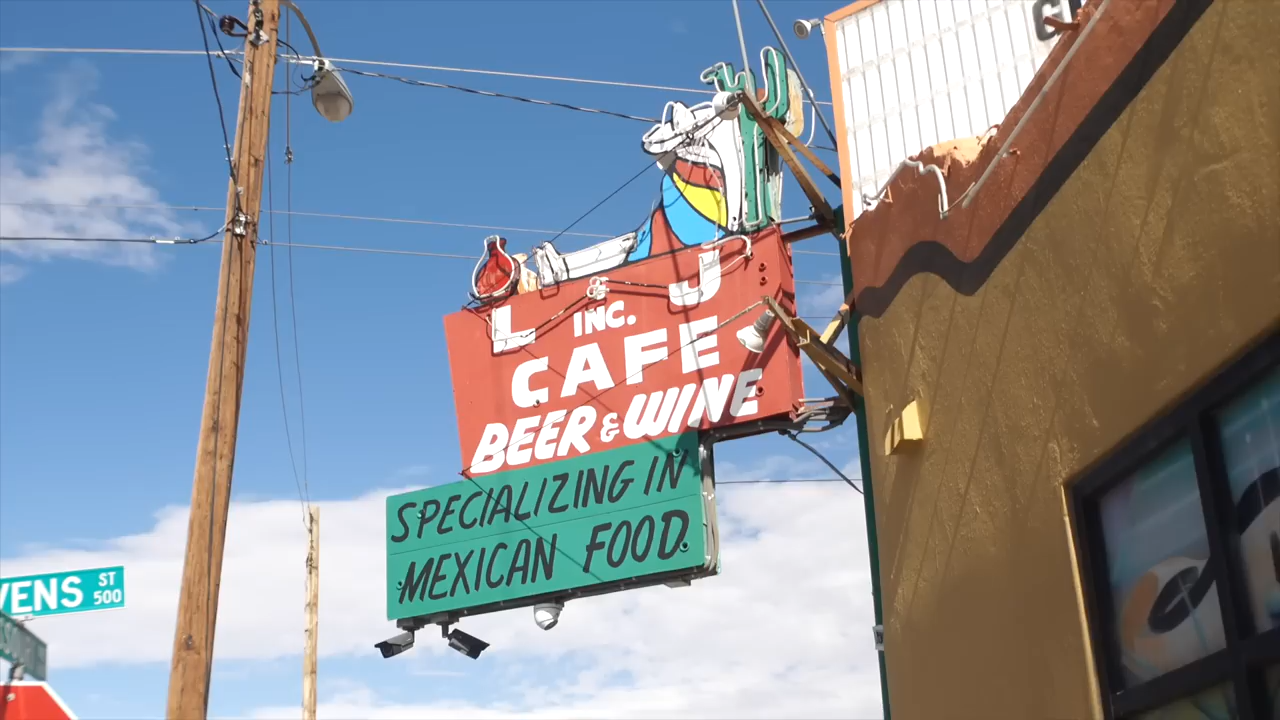 L & J
INC.
CAFE
BEER & WINE
SPECIALIZING IN
MEXICAN FOOD
VENS ST
500